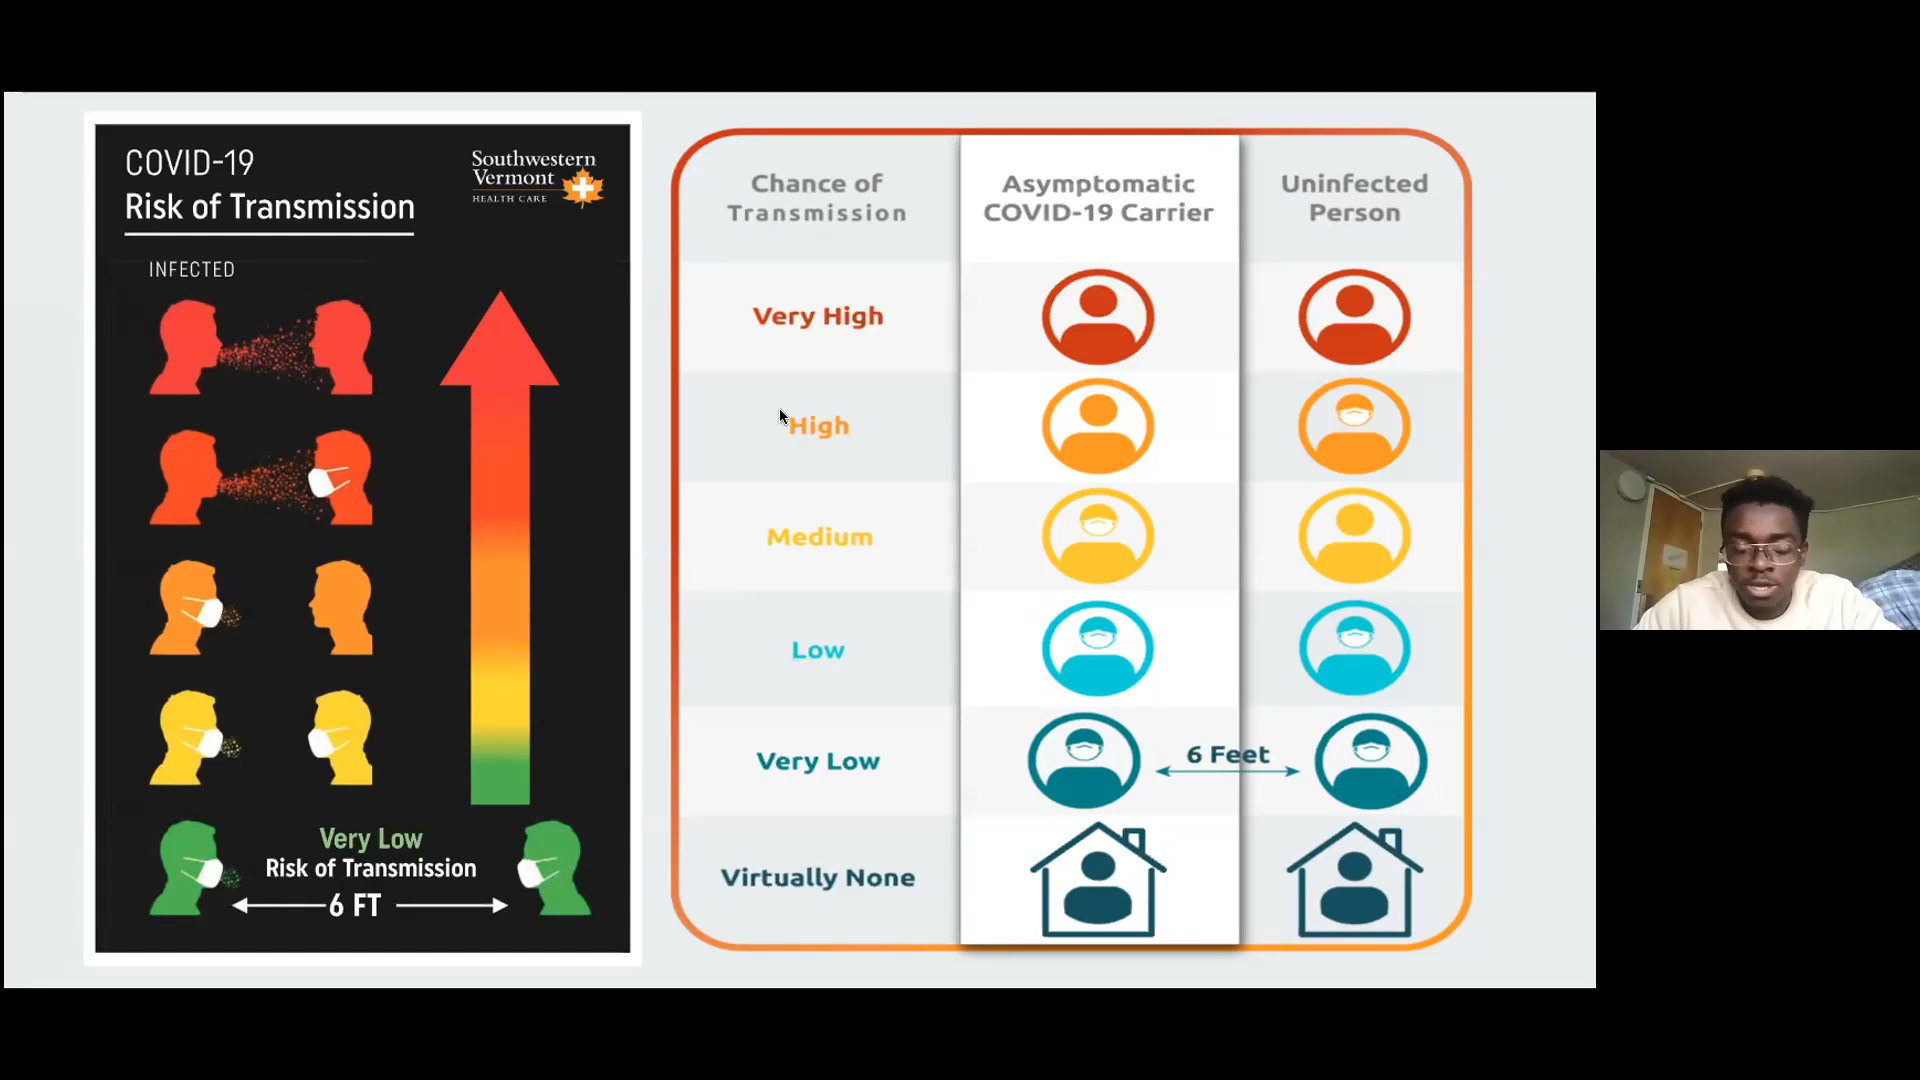 COVID-19
Risk of Transmission
Southwestern
Vermont
HEALTH CARE
INFECTED
Very Low
Risk of Transmission
6 FT
Chance of
Transmission
Asymptomatic
COVID-19 Carrier
Uninfected
Person
Very High
High
Medium
Low
Very Low
6 Feet
Virtually None